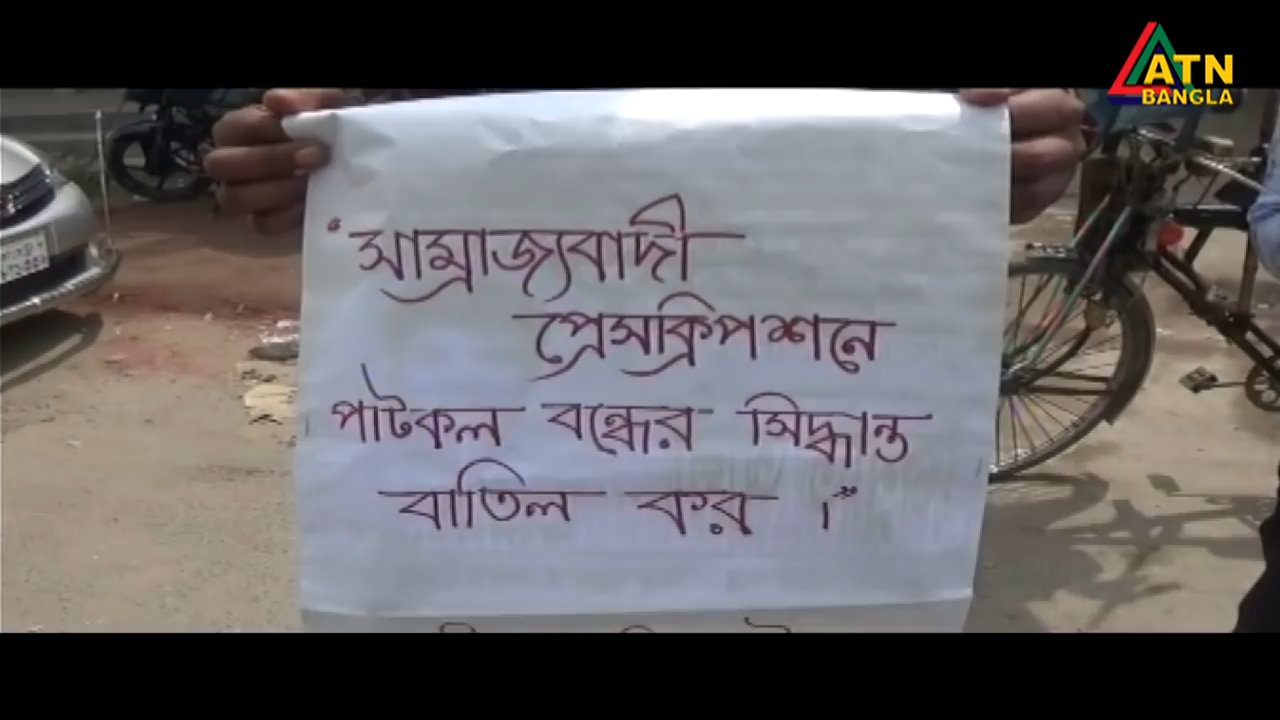 ATN
BANGLA
“সাম্রাজ্যবাদী
প্রেসক্রিপশনে
পাটকল বন্ধের সিদ্ধান্ত
বাতিল কর ।”